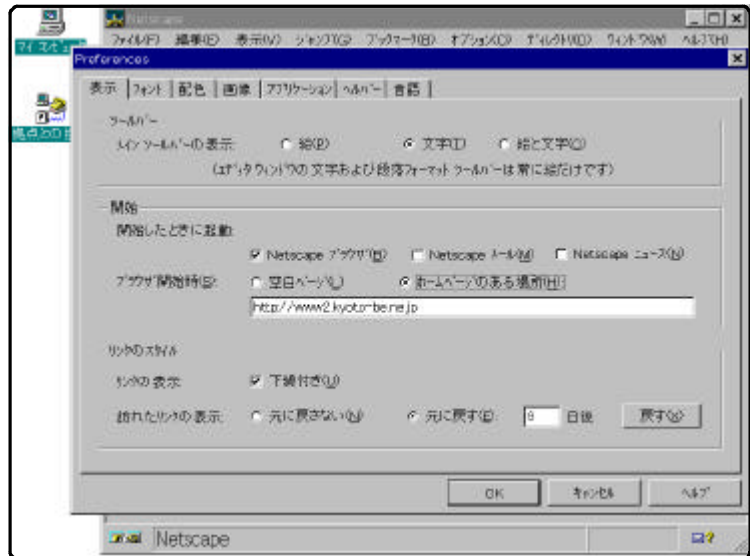 Netscape
ファイル(F) 編集(E) 表示(V) ジャンプ(G) ブックマーク(B) オプション(O) ディレクトリ(D) ウィンドウ(W) ヘルプ(H)
Preferences
表示 フォント 配色 画像 アプリケーション ヘルパー 言語
ツールバー
メイン ツールバーの表示: 絵(P) 文字(T) 絵と文字(C)
(エディタ ウィンドウの 文字および 段落フォーマット ツールバーは 常に絵だけです)
開始
開始したときに起動:
Netscape ブラウザ(B) Netscape メール(M) Netscape ニュース(N)
ブラウザ開始時(S): 空白ページ(L) ホームページのある場所(H):
http://www2.kyoto-be.ne.jp
リンクのスタイル
リンクの表示: 下線付き(U)
訪れたリンクの表示: 元に戻さない(N) 元に戻す(E): 9 日後 戻す(X)
OK キャンセル ヘルプ
Netscape